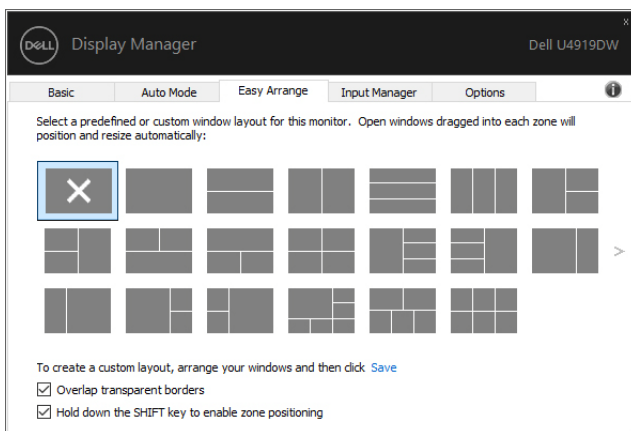 x
DELL Display Manager Dell U4919DW
Basic Auto Mode Easy Arrange Input Manager Options i
Select a predefined or custom window layout for this monitor. Open windows dragged into each zone will
position and resize automatically:
>
To create a custom layout, arrange your windows and then click Save
Overlap transparent borders
Hold down the SHIFT key to enable zone positioning